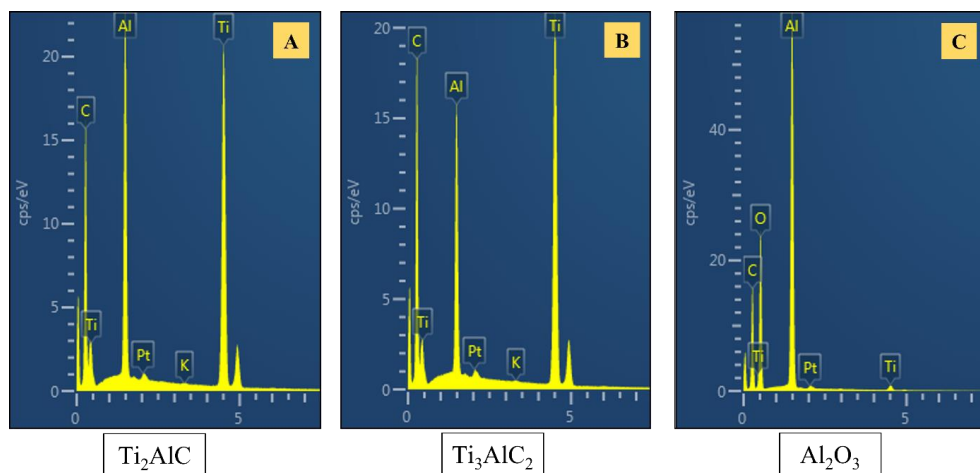 A
20
15
10
5
0
cps/eV
C
Ti
Al
Pt
K
Ti
0
5
Ti₂AlC
B
20
15
10
5
0
cps/eV
C
Ti
Al
Pt
K
Ti
0
5
Ti₃AlC₂
C
40
20
0
cps/eV
C
Ti
O
Al
Pt
Ti
0
5
Al₂O₃